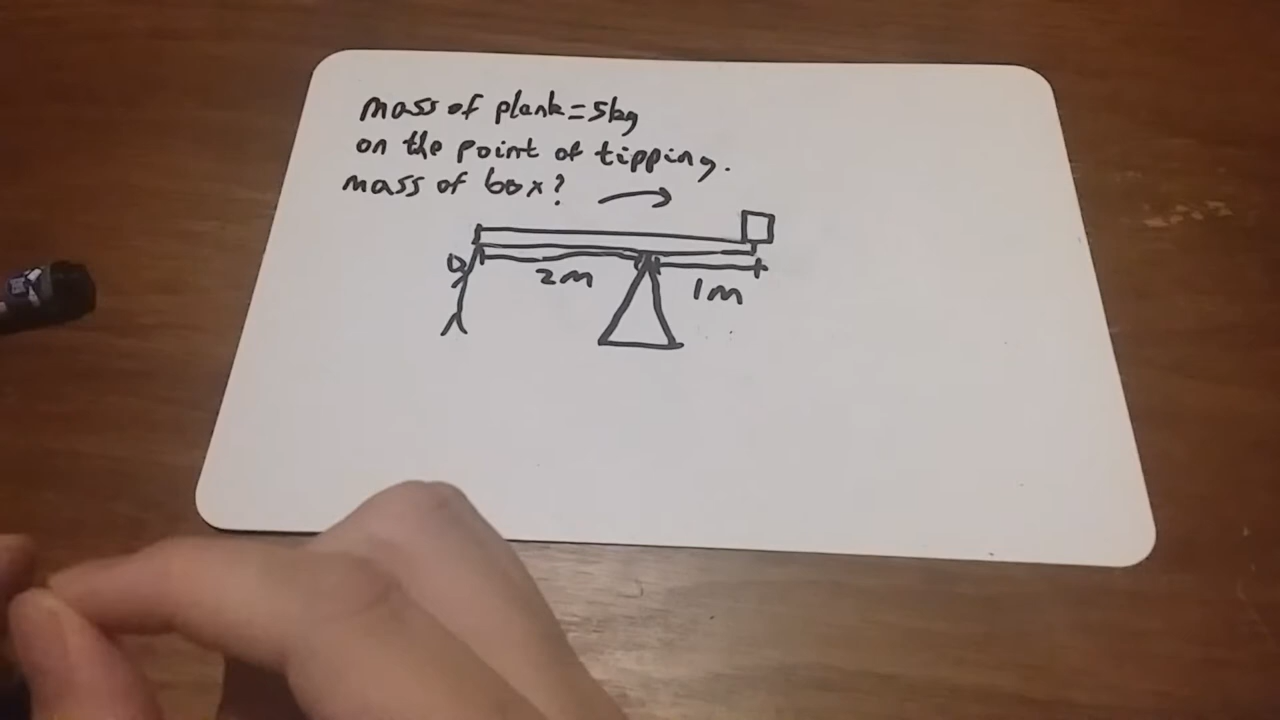 mass of plank = 5kg
on the point of tipping.
mass of box?
2m
1m